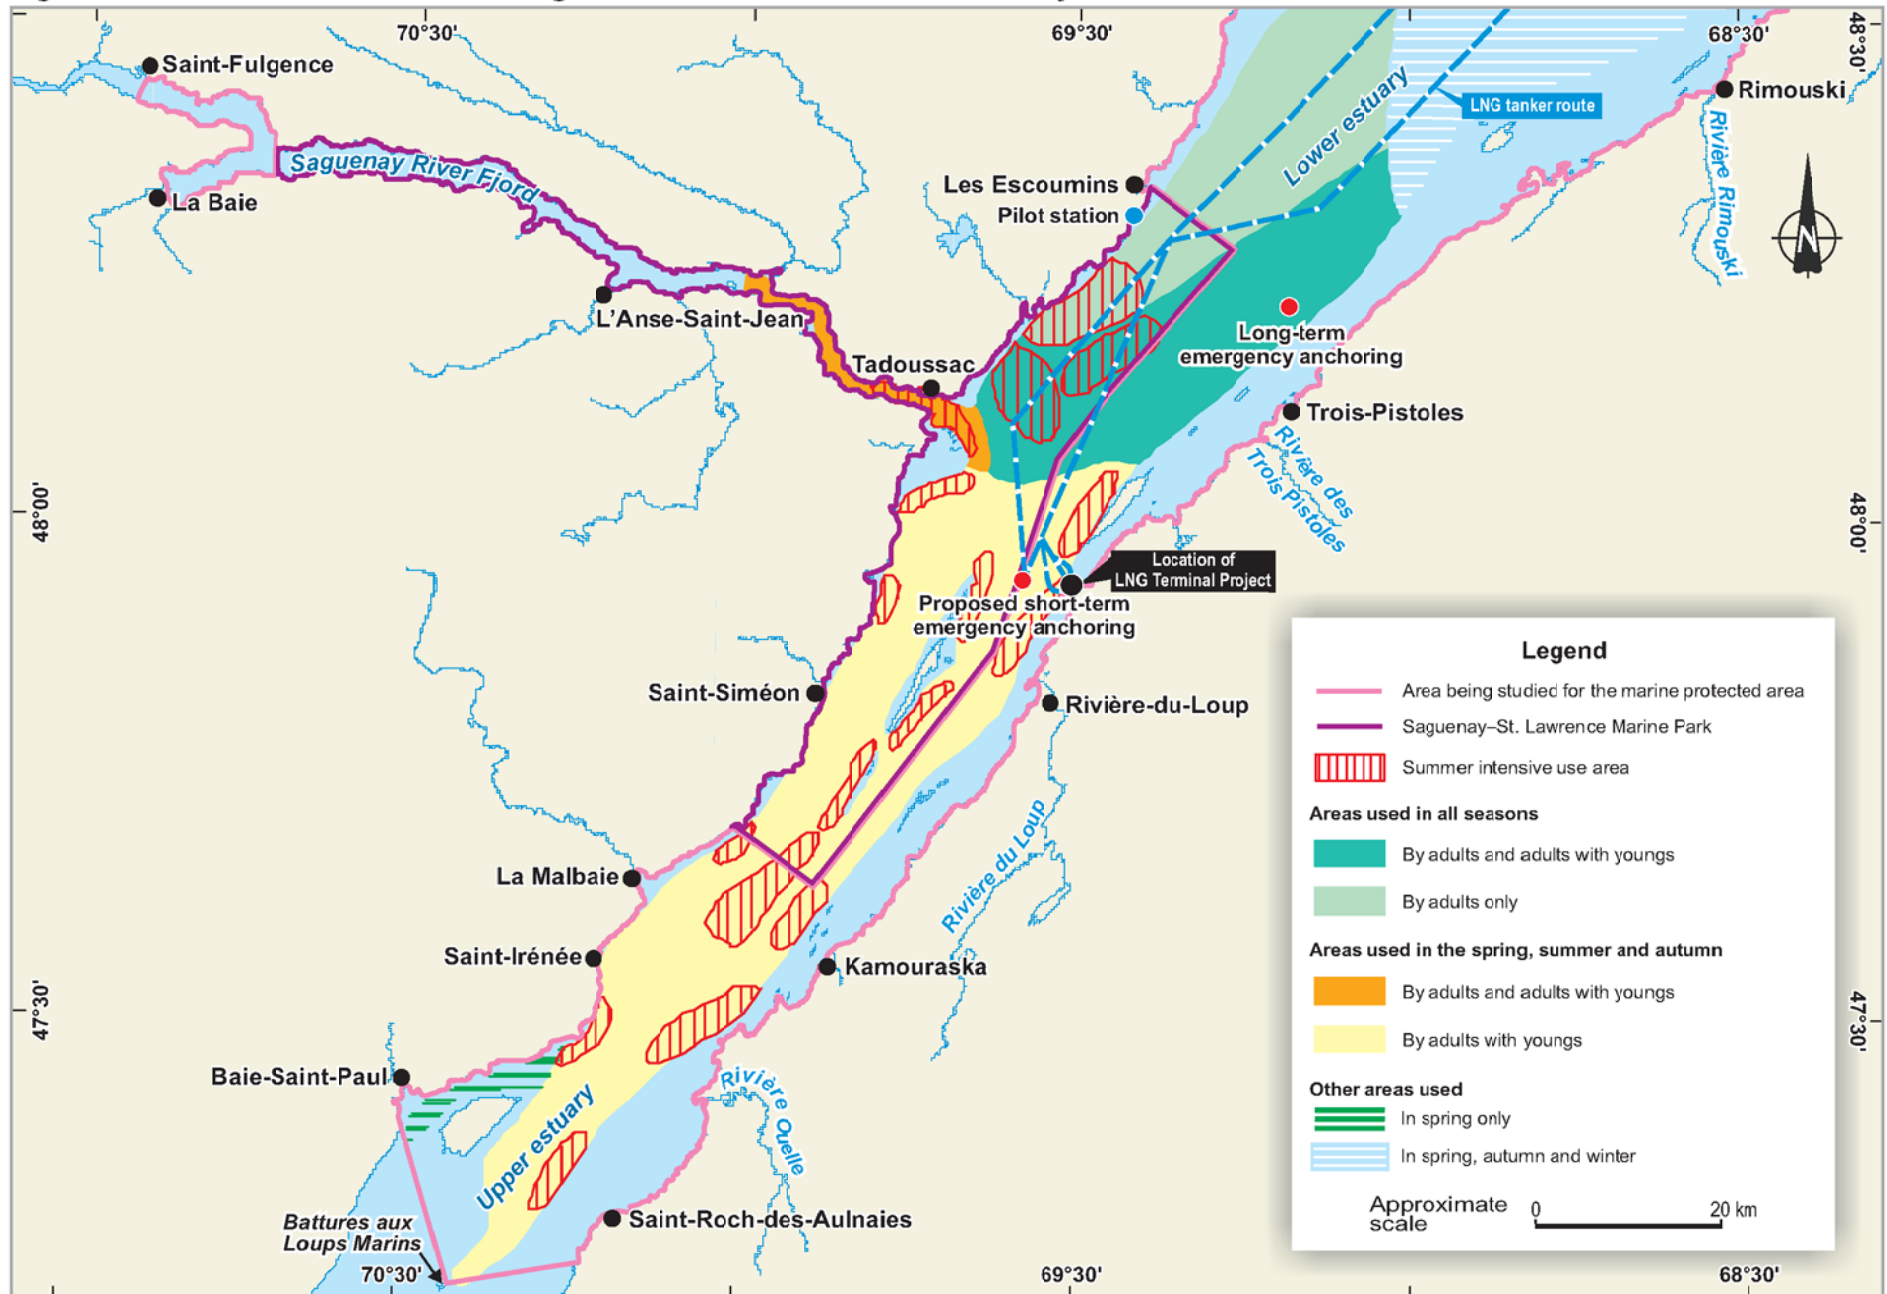 70°30'
69°30'
68°30'
48°30'
Saint-Fulgence
Rimouski
LNG tanker route
Lower estuary
Rivière Rimouski
Saguenay River Fjord
La Baie
Les Escoumins
Pilot station
N
L'Anse-Saint-Jean
Long-term
emergency anchoring
Tadoussac
Trois-Pistoles
Rivière des
Trois Pistoles
48°00'
48°00'
Location of
LNG Terminal Project
Proposed short-term
emergency anchoring
Saint-Siméon
Rivière-du-Loup
Rivière du Loup
La Malbaie
Saint-Irénée
Kamouraska
47°30'
47°30'
Baie-Saint-Paul
Rivière Ouelle
Upper estuary
Saint-Roch-des-Aulnaies
Battures aux
Loups Marins
70°30'
69°30'
68°30'
Legend
Area being studied for the marine protected area
Saguenay–St. Lawrence Marine Park
Summer intensive use area
Areas used in all seasons
By adults and adults with youngs
By adults only
Areas used in the spring, summer and autumn
By adults and adults with youngs
By adults with youngs
Other areas used
In spring only
In spring, autumn and winter
Approximate
scale
0
20 km